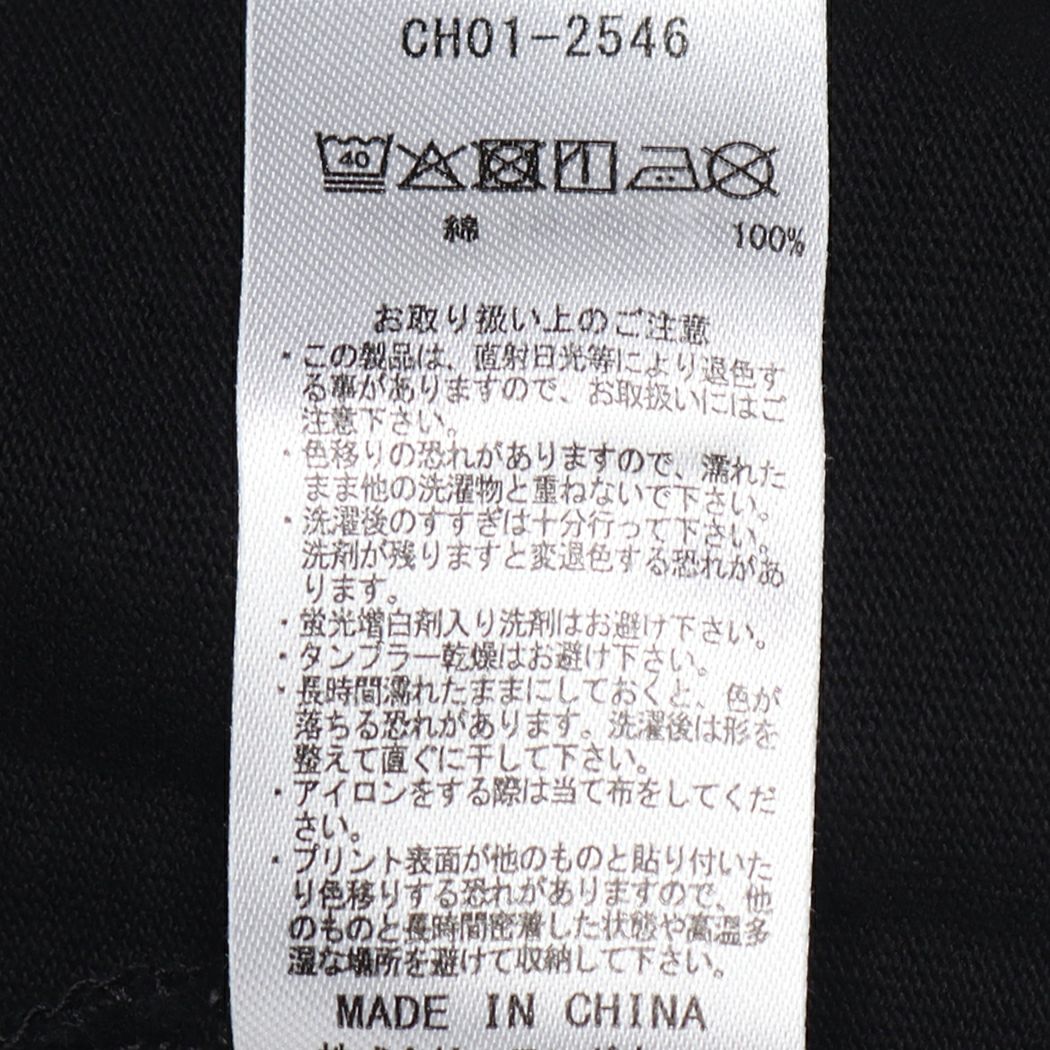 CH01-2546
40
綿 100%
お取り扱い上のご注意
・この製品は、直射日光等により退色す
る事がありますので、お取扱いにはご
注意下さい。
・色移りの恐れがありますので、濡れた
まま他の洗濯物と重ねないで下さい。
・洗濯後のすすぎは十分行って下さい。
洗剤が残りますと変退色する恐れがあ
ります。
・蛍光増白剤入り洗剤はお避け下さい。
・タンブラー乾燥はお避け下さい。
・長時間濡れたままにしておくと、色が
落ちる恐れがあります。洗濯後は形を
整えて直ぐに干して下さい。
・アイロンをする際は当て布をしてくだ
さい。
・プリント表面が他のものと貼り付いた
り色移りする恐れがありますので、他
のものと長時間密着した状態や高温多
湿な場所を避けて収納して下さい。
MADE IN CHINA